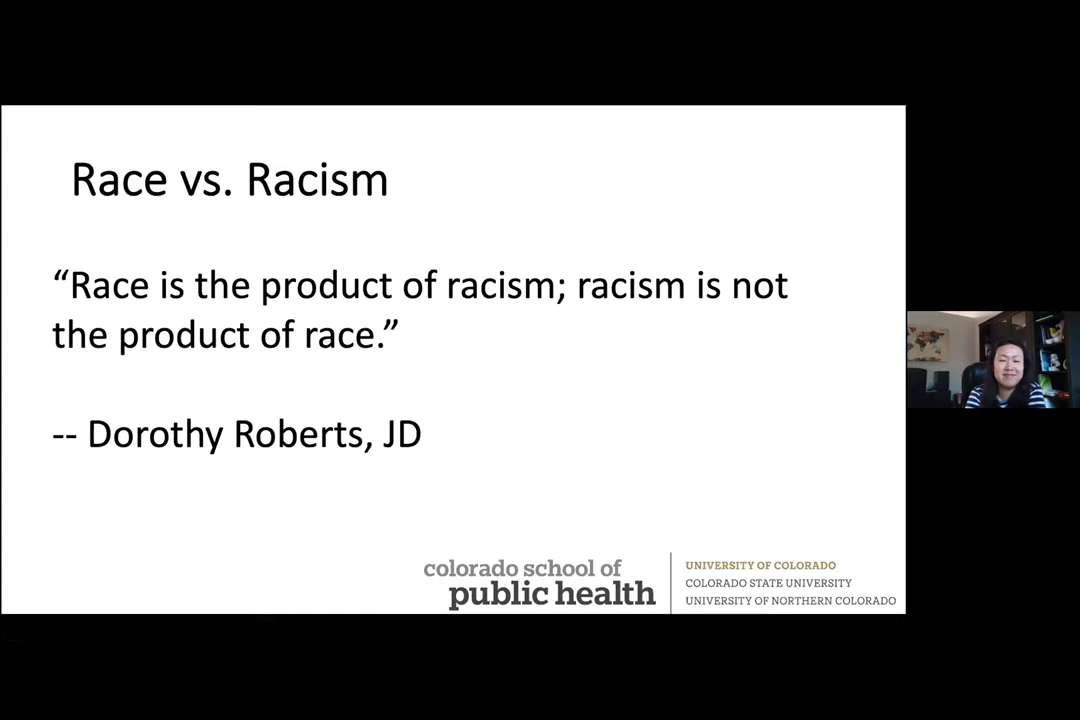 Race vs. Racism
“Race is the product of racism; racism is not
the product of race.”
-- Dorothy Roberts, JD
colorado school of
public health
UNIVERSITY OF COLORADO
COLORADO STATE UNIVERSITY
UNIVERSITY OF NORTHERN COLORADO